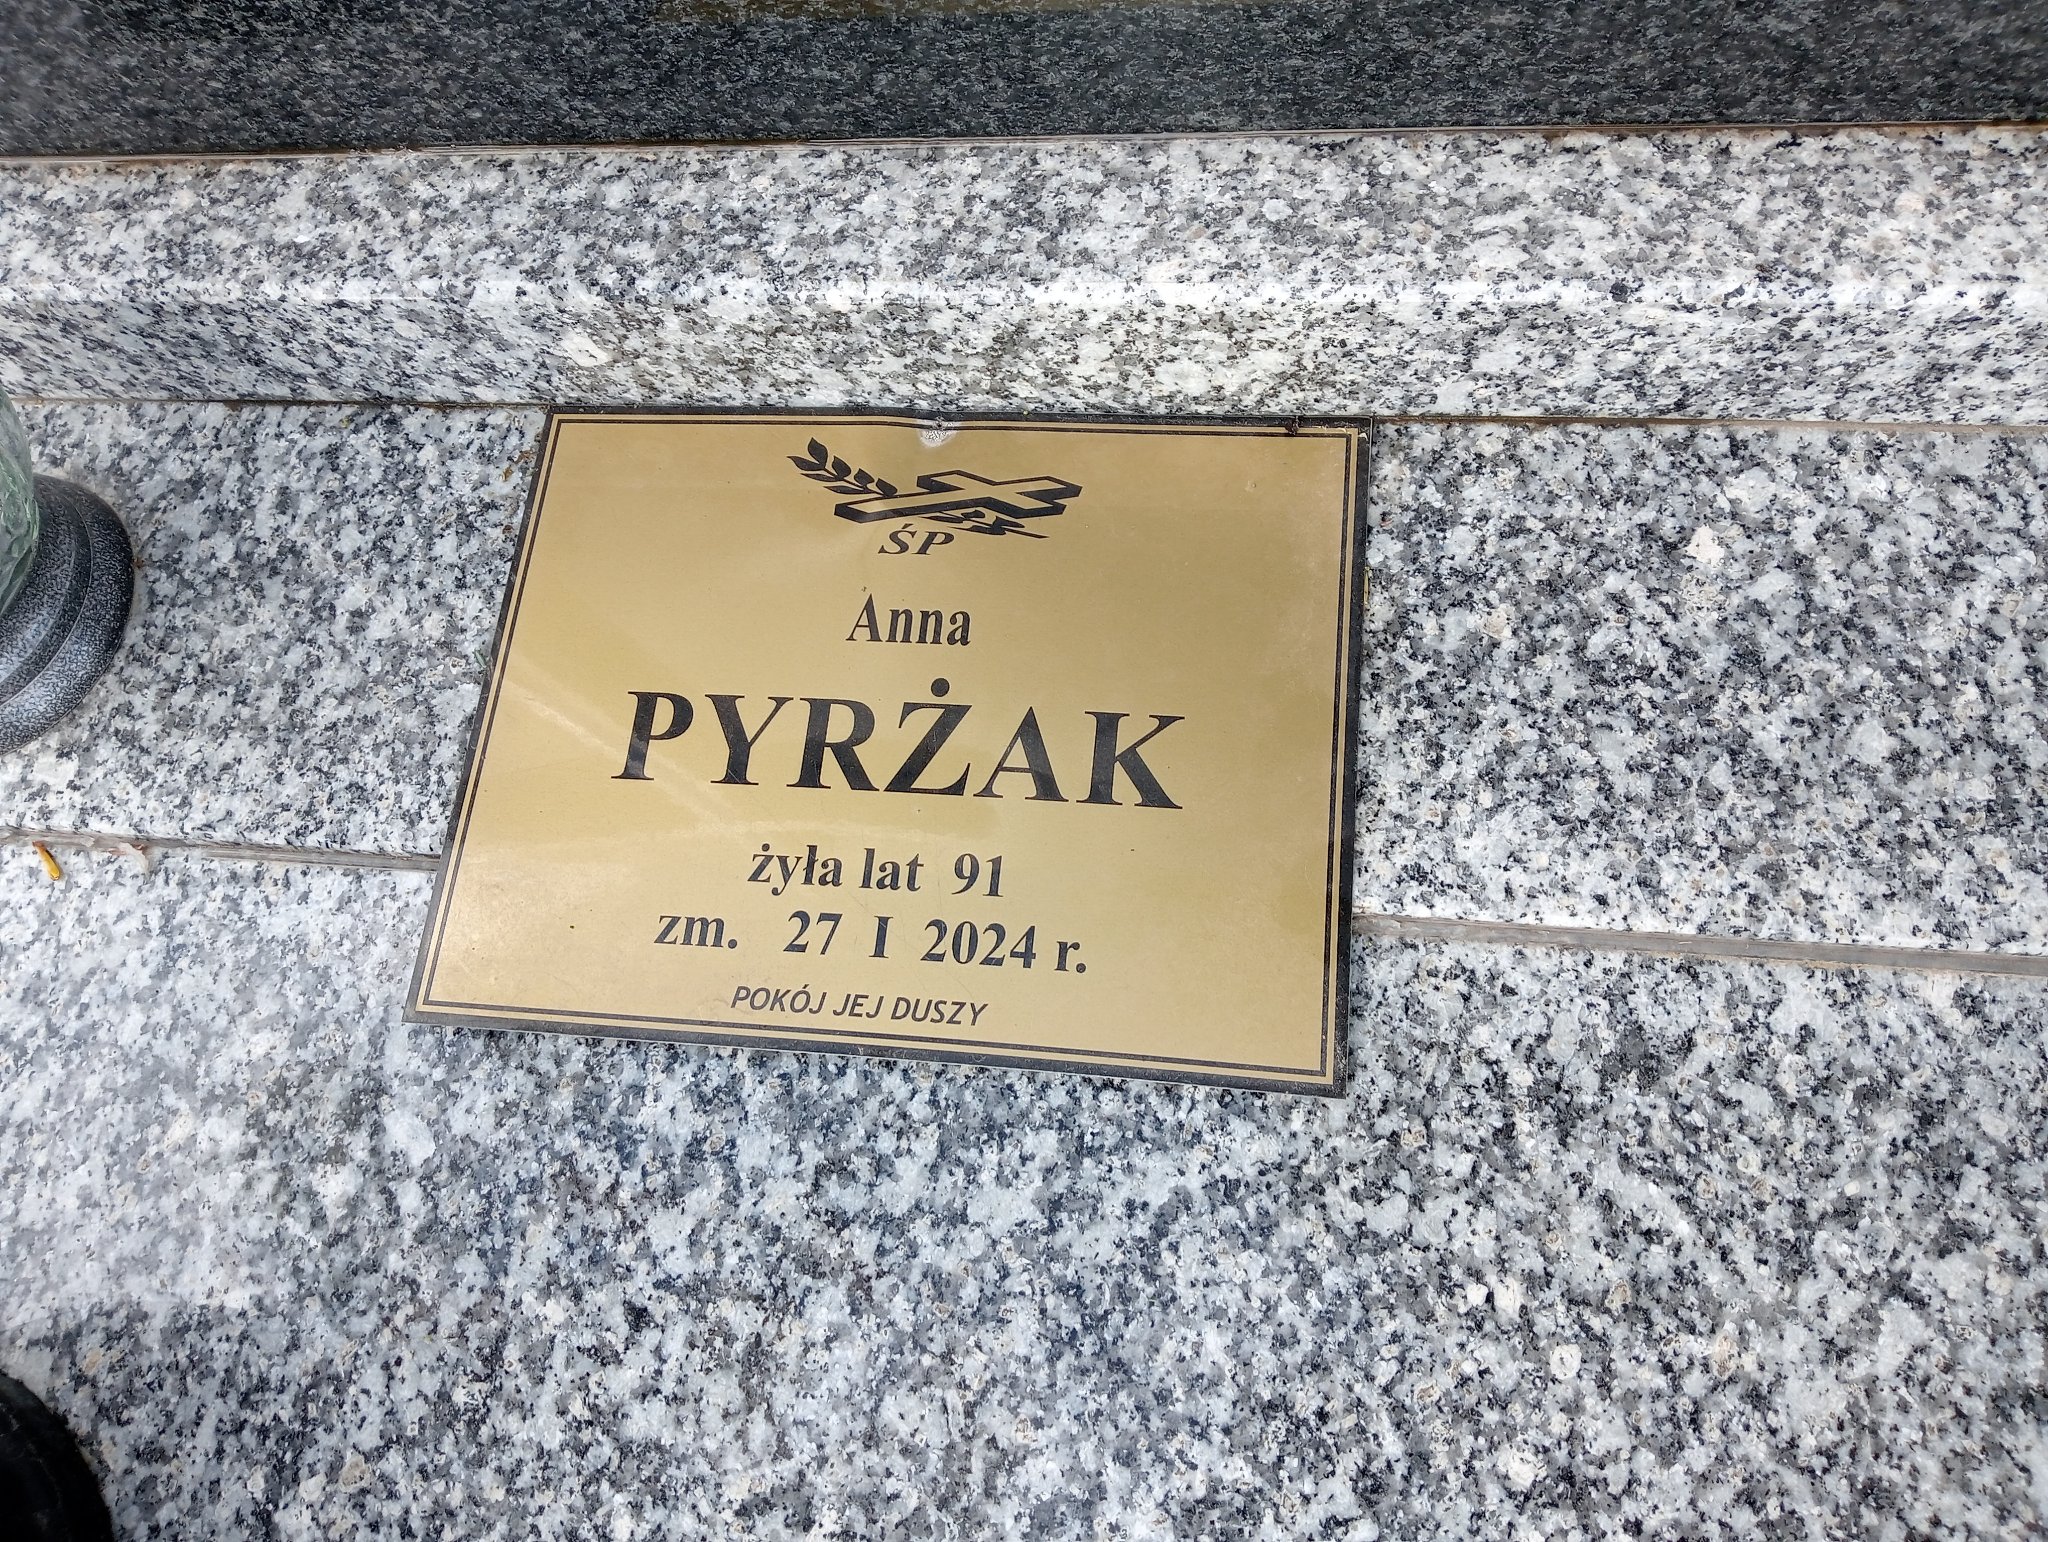 ŚP
Anna
PYRŻAK
żyła lat 91
zm. 27 I 2024 r.
POKÓJ JEJ DUSZY